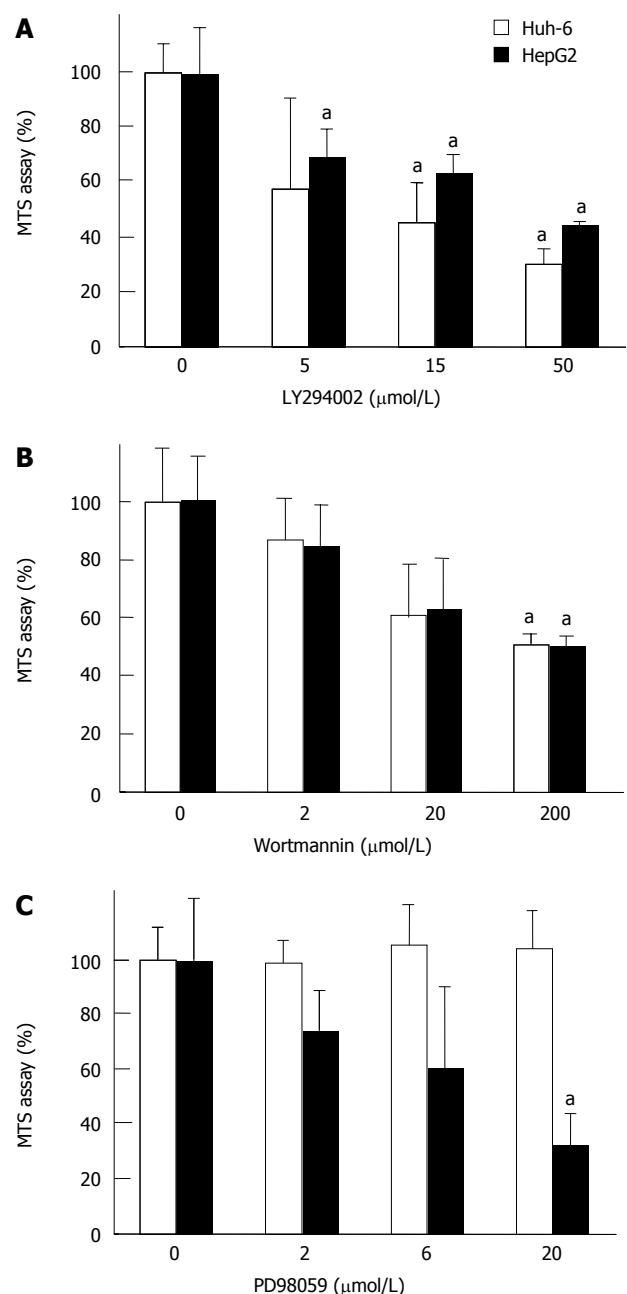 A
Huh-6
HepG2
MTS assay (%)
100
80
60
40
20
0
a
a
a
a
a
0 5 15 50
LY294002 (μmol/L)
B
MTS assay (%)
100
80
60
40
20
0
a a
0 2 20 200
Wortmannin (μmol/L)
C
MTS assay (%)
100
80
60
40
20
0
a
0 2 6 20
PD98059 (μmol/L)